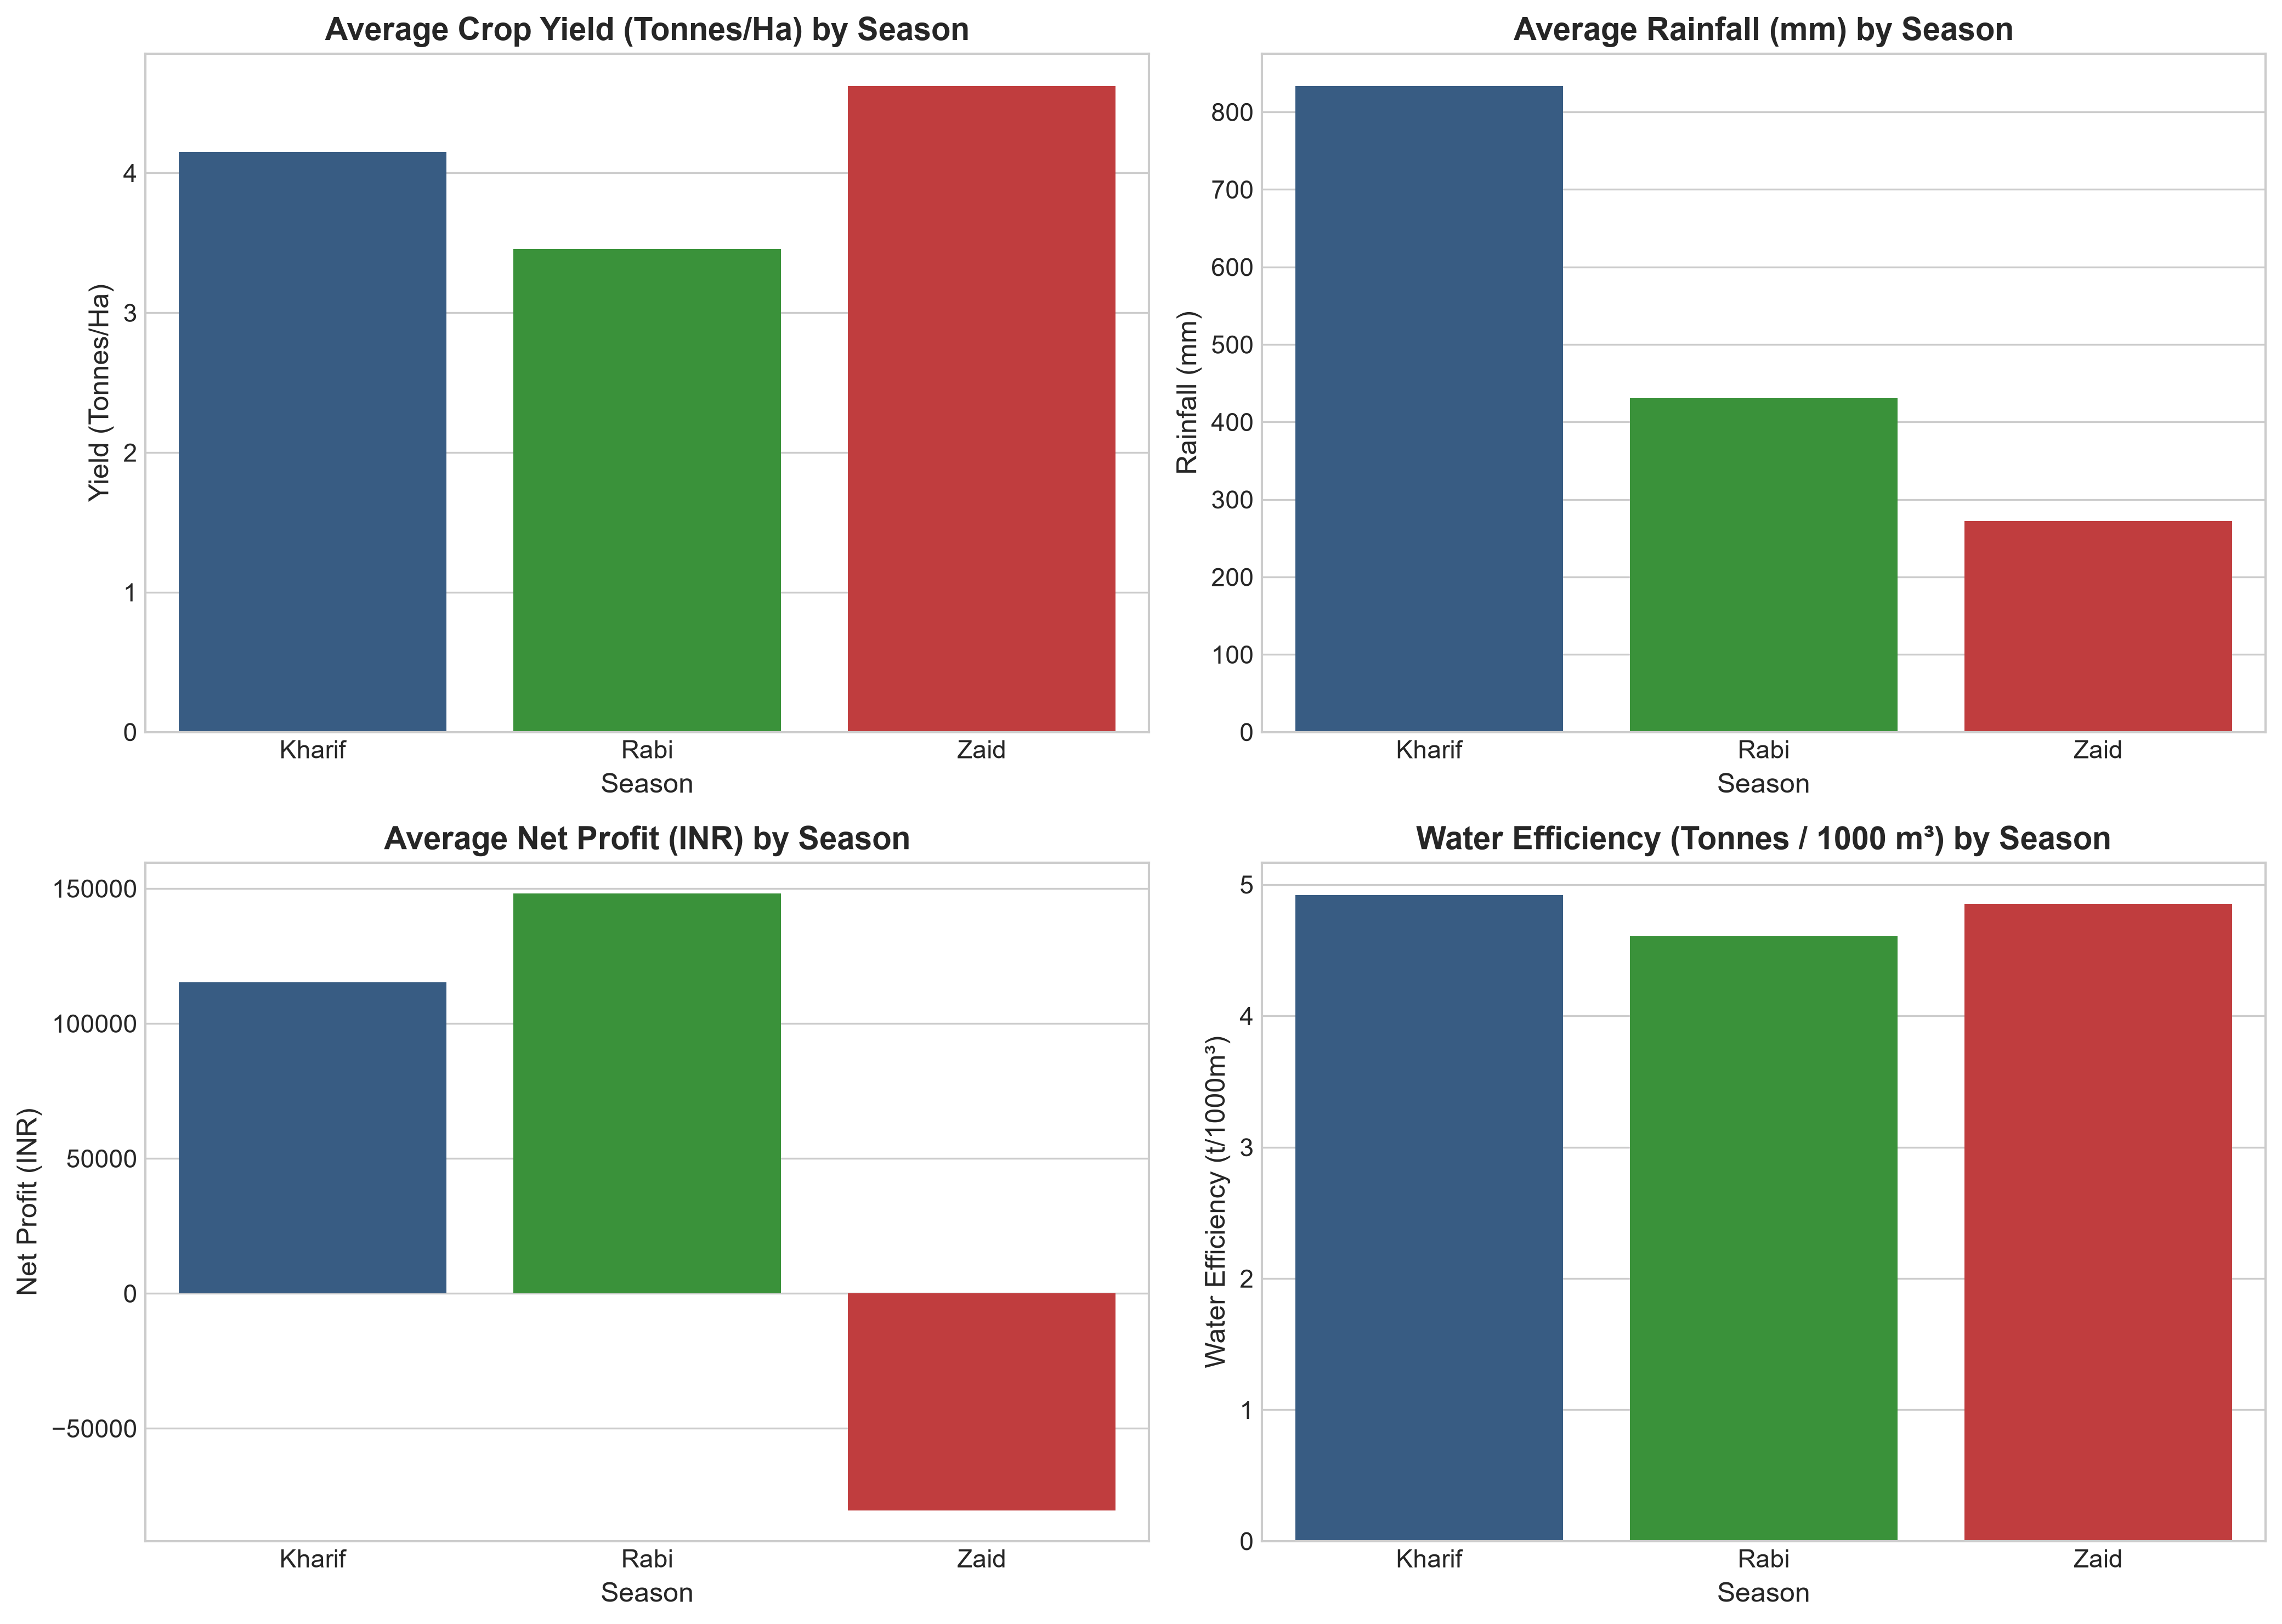 Average Crop Yield (Tonnes/Ha) by Season
Yield (Tonnes/Ha)
4
3
2
1
0
Kharif Rabi Zaid
Season
Average Rainfall (mm) by Season
Rainfall (mm)
800
700
600
500
400
300
200
100
0
Kharif Rabi Zaid
Season
Average Net Profit (INR) by Season
Net Profit (INR)
150000
100000
50000
0
−50000
Kharif Rabi Zaid
Season
Water Efficiency (Tonnes / 1000 m³) by Season
Water Efficiency (t/1000m³)
5
4
3
2
1
0
Kharif Rabi Zaid
Season